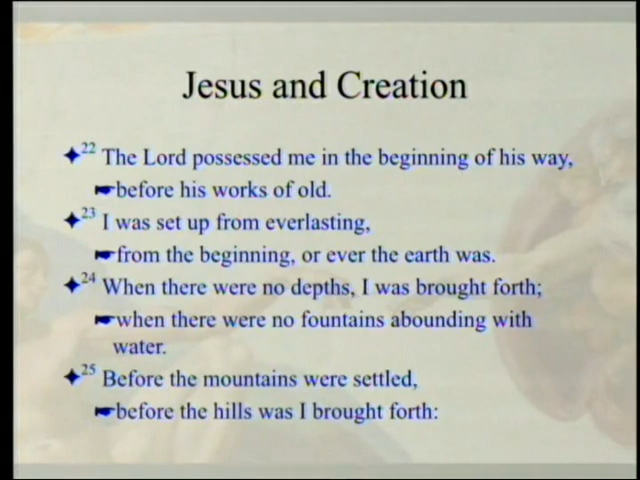 Jesus and Creation
22 The Lord possessed me in the beginning of his way,
before his works of old.
23 I was set up from everlasting,
from the beginning, or ever the earth was.
24 When there were no depths, I was brought forth;
when there were no fountains abounding with
water.
25 Before the mountains were settled,
before the hills was I brought forth: